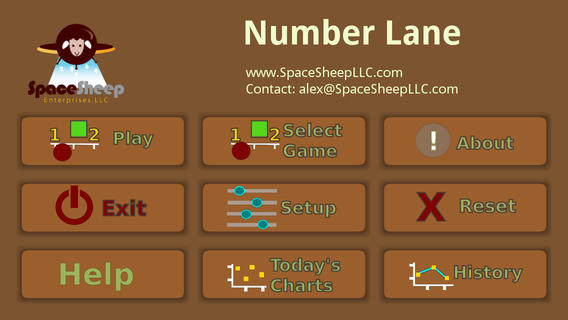 Number Lane
SpaceSheep
Enterprises LLC
www.SpaceSheepLLC.com
Contact: alex@SpaceSheepLLC.com
1 2 Play
1 2 Select
Game
! About
Exit
Setup
X Reset
Help
Today's
Charts
History